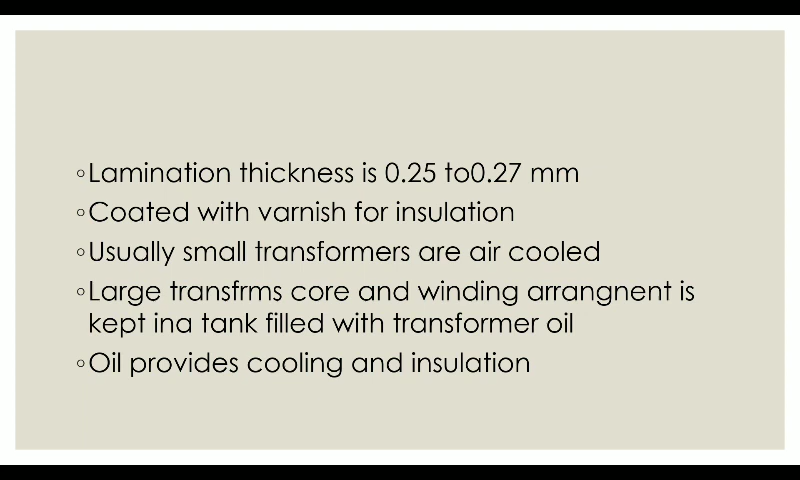 ◦Lamination thickness is 0.25 to0.27 mm
◦Coated with varnish for insulation
◦Usually small transformers are air cooled
◦Large transfrms core and winding arrangnent is
kept ina tank filled with transformer oil
◦Oil provides cooling and insulation